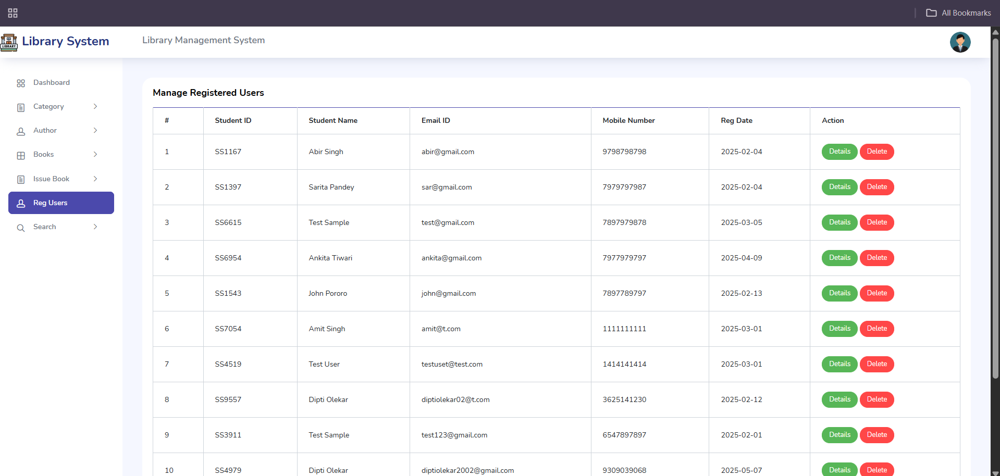 All Bookmarks
LIBRARY
Library System
Library Management System
Dashboard
Category
Author
Books
Issue Book
Reg Users
Search
Manage Registered Users
# Student ID Student Name Email ID Mobile Number Reg Date Action
1 SS1167 Abir Singh abir@gmail.com 9798798798 2025-02-04 Details Delete
2 SS1397 Sarita Pandey sar@gmail.com 7979797987 2025-02-04 Details Delete
3 SS6615 Test Sample test@gmail.com 7897979878 2025-03-05 Details Delete
4 SS6954 Ankita Tiwari ankita@gmail.com 7977979797 2025-04-09 Details Delete
5 SS1543 John Pororo john@gmail.com 7897789797 2025-02-13 Details Delete
6 SS7054 Amit Singh amit@t.com 1111111111 2025-03-01 Details Delete
7 SS4519 Test User testuset@test.com 1414141414 2025-03-01 Details Delete
8 SS9557 Dipti Olekar diptiolekar02@t.com 3625141230 2025-02-12 Details Delete
9 SS3911 Test Sample test123@gmail.com 6547897897 2025-02-01 Details Delete
10 SS4979 Dipti Olekar diptiolekar2002@gmail.com 9309039068 2025-05-07 Details Delete